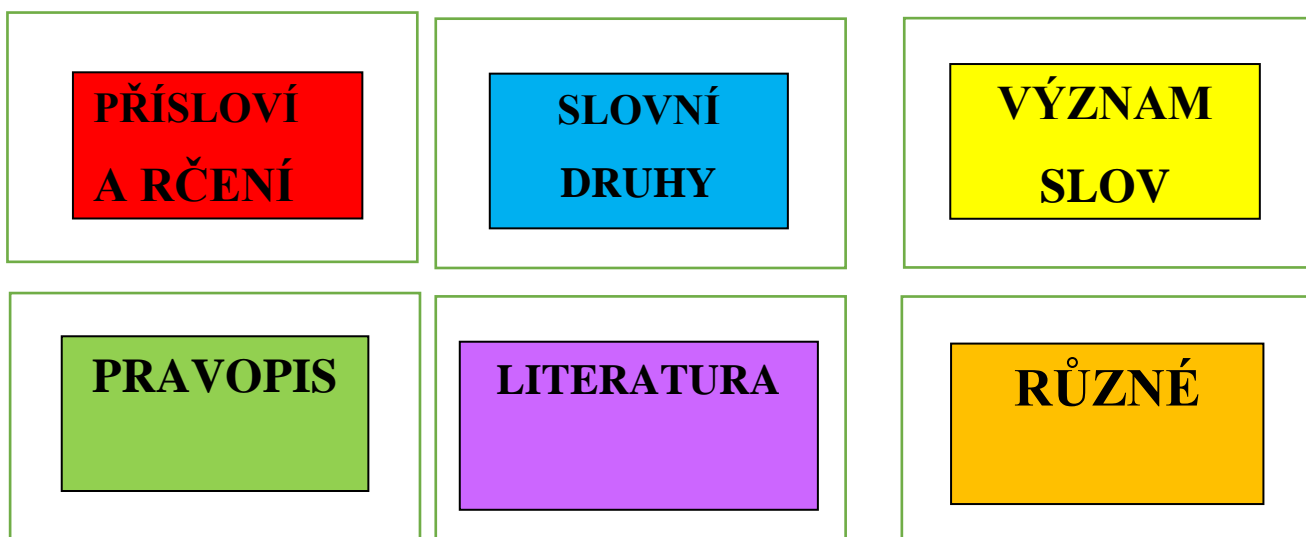 PŘÍSLOVÍ
A RČENÍ
SLOVNÍ
DRUHY
VÝZNAM
SLOV
PRAVOPIS
LITERATURA
RŮZNÉ